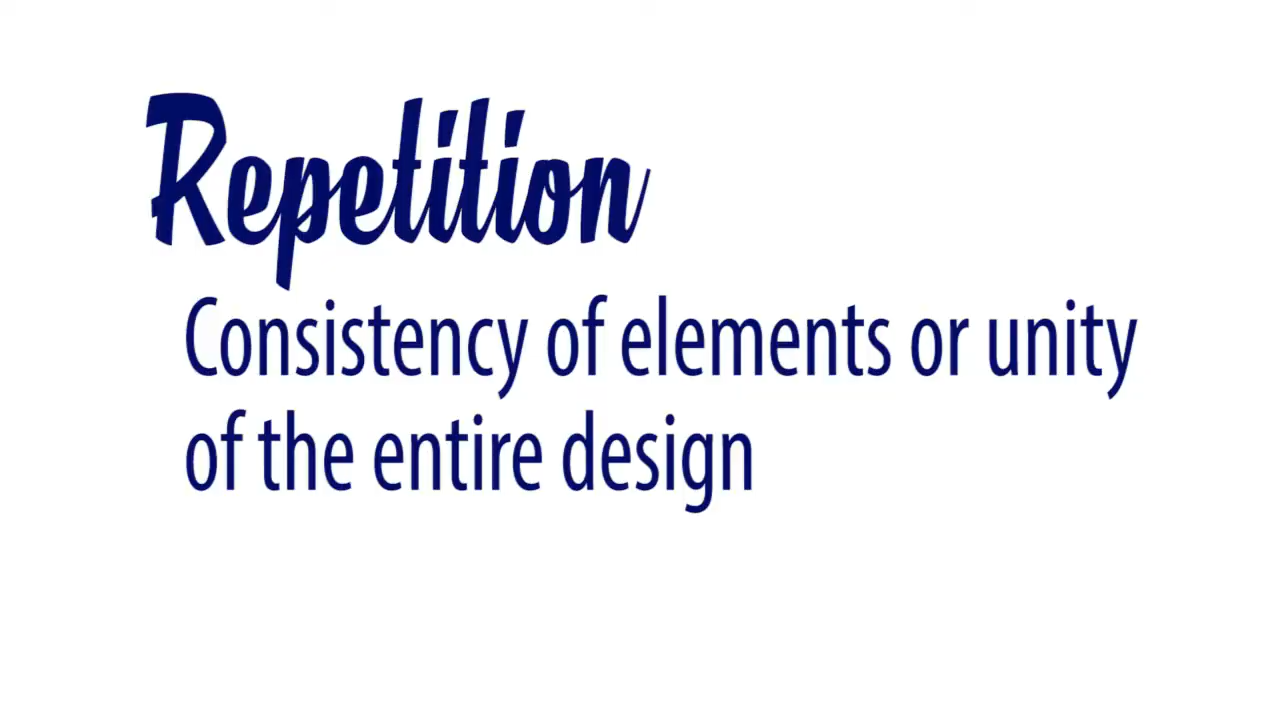 Repetition
Consistency of elements or unity
of the entire design